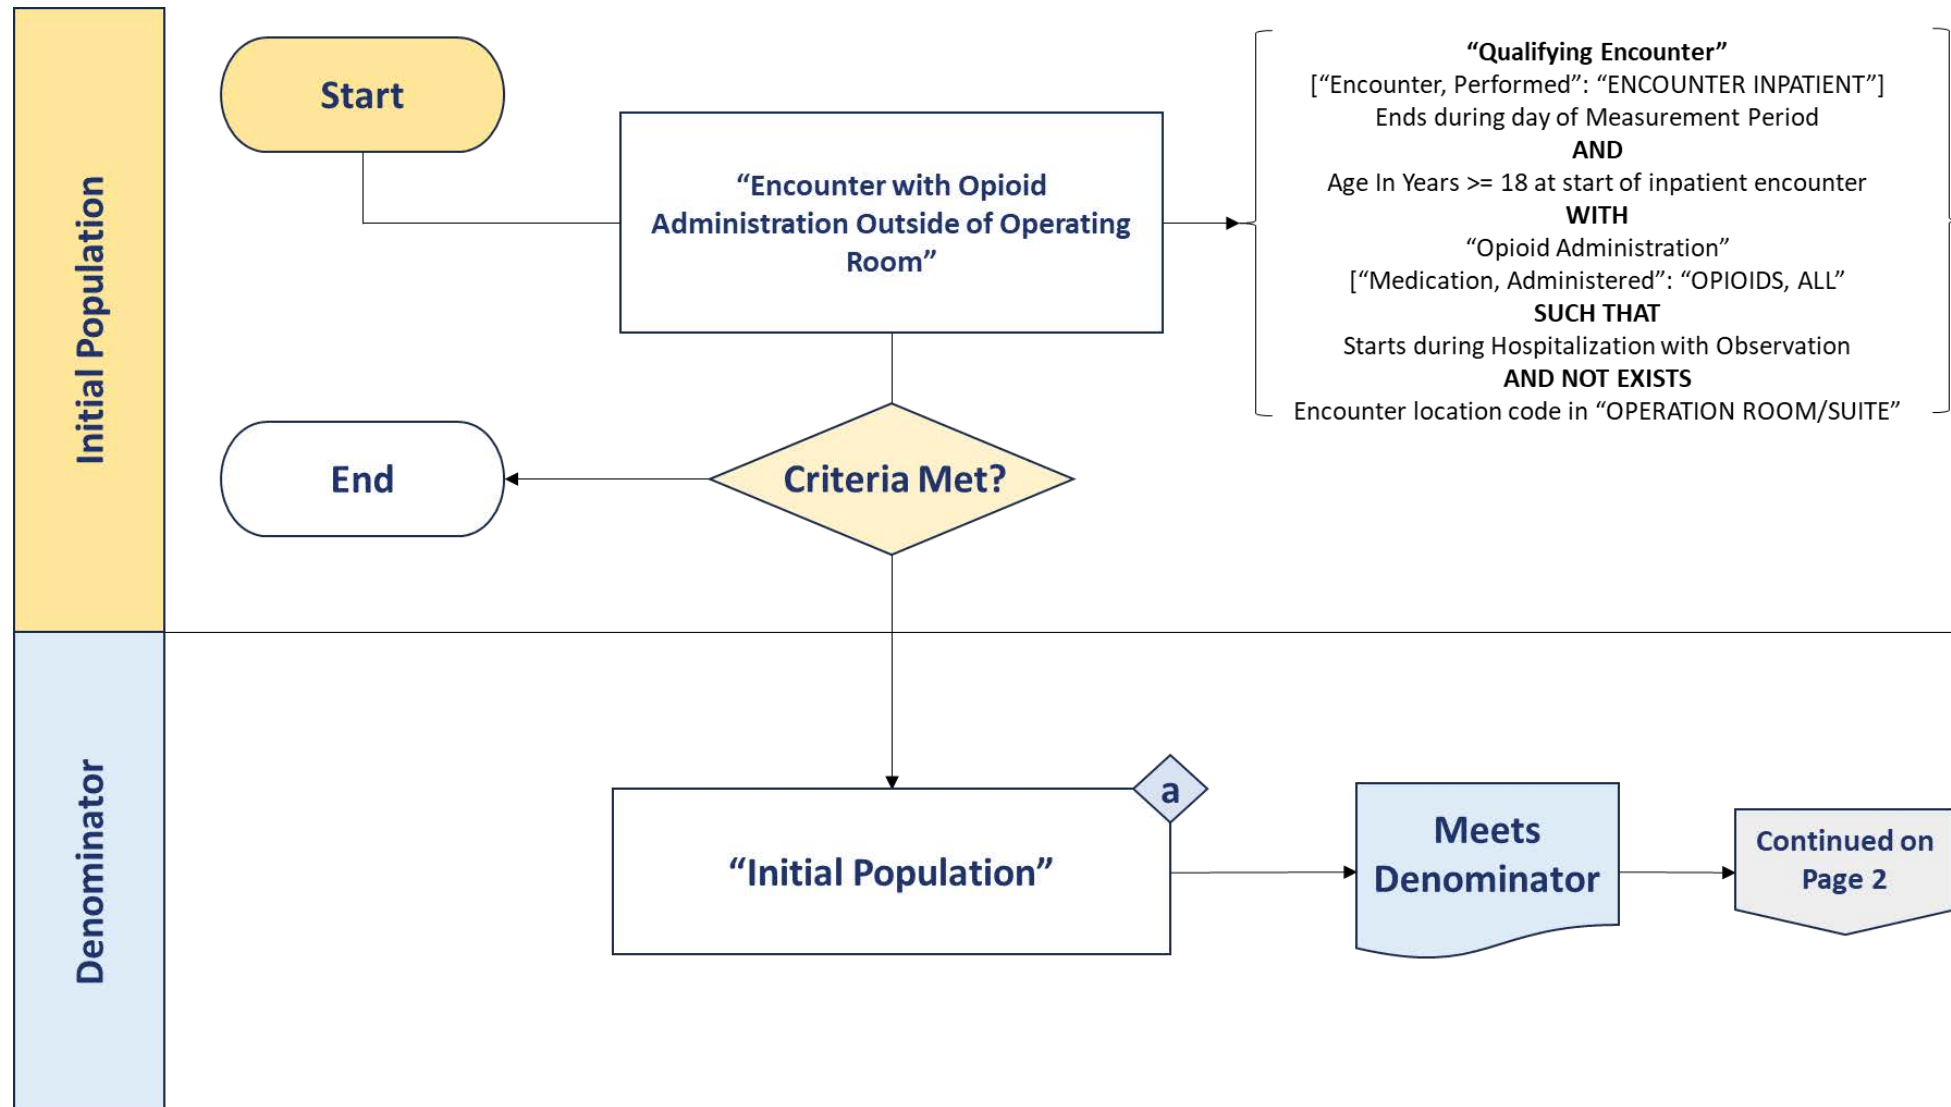 Initial Population
Start
“Encounter with Opioid
Administration Outside of Operating
Room”
“Qualifying Encounter”
[“Encounter, Performed”: “ENCOUNTER INPATIENT”]
Ends during day of Measurement Period
AND
Age In Years >= 18 at start of inpatient encounter
WITH
“Opioid Administration”
[“Medication, Administered”: “OPIOIDS, ALL”
SUCH THAT
Starts during Hospitalization with Observation
AND NOT EXISTS
Encounter location code in “OPERATION ROOM/SUITE”
End
Criteria Met?
Denominator
“Initial Population”
a
Meets
Denominator
Continued on
Page 2